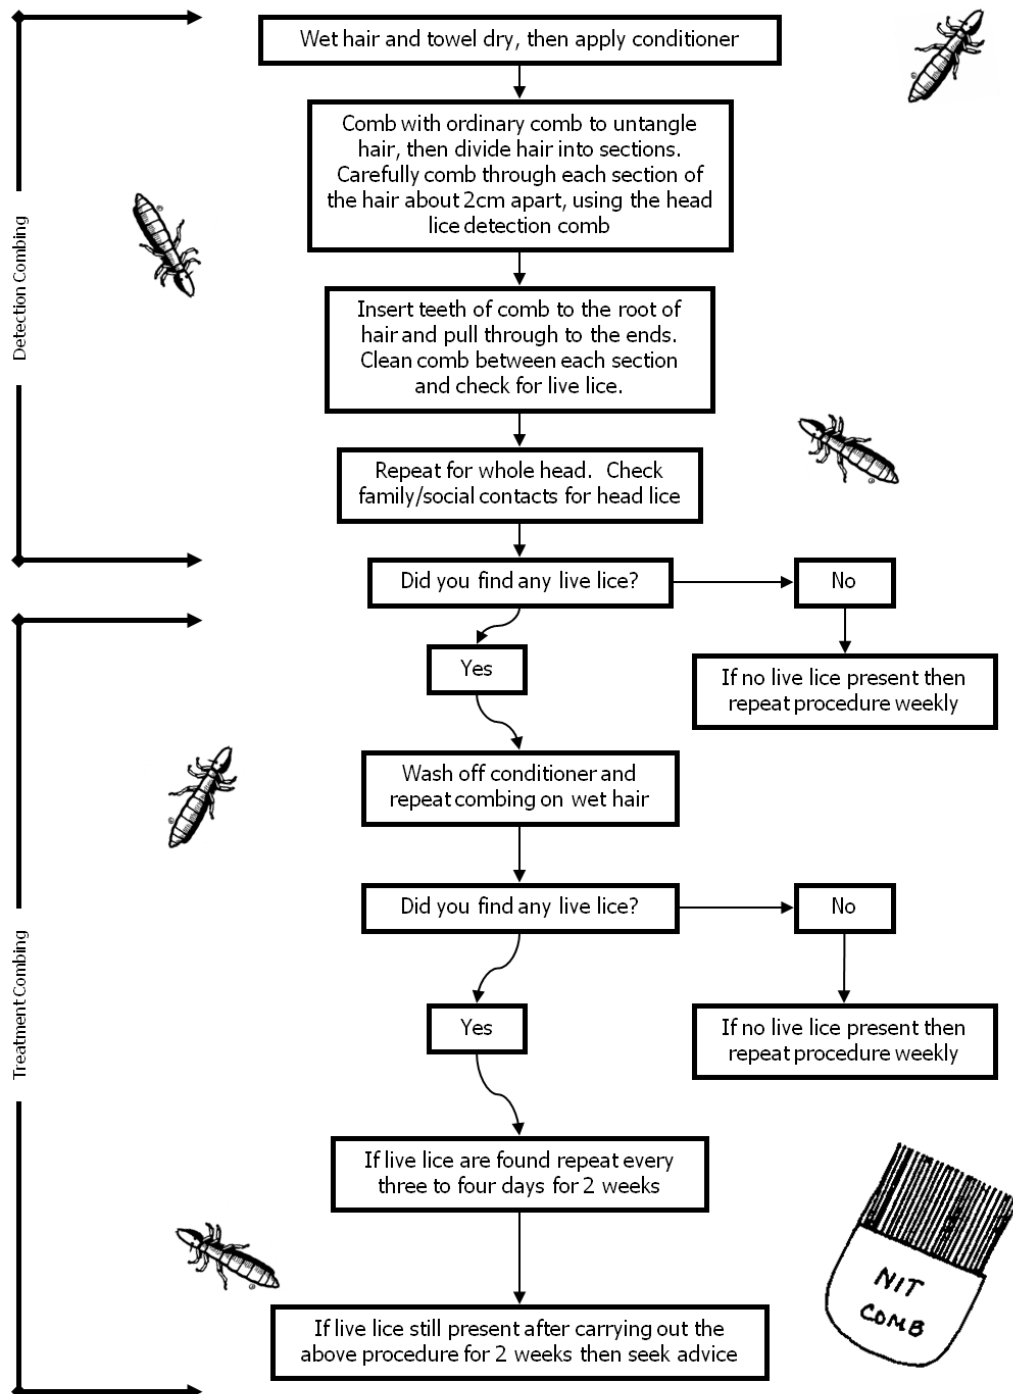 Wet hair and towel dry, then apply conditioner
Comb with ordinary comb to untangle
hair, then divide hair into sections.
Carefully comb through each section of
the hair about 2cm apart, using the head
lice detection comb
Detection Combing
Insert teeth of comb to the root of
hair and pull through to the ends.
Clean comb between each section
and check for live lice.
Repeat for whole head. Check
family/social contacts for head lice
Did you find any live lice?
No
Yes
If no live lice present then
repeat procedure weekly
Wash off conditioner and
repeat combing on wet hair
Did you find any live lice?
No
Treatment Combing
Yes
If no live lice present then
repeat procedure weekly
If live lice are found repeat every
three to four days for 2 weeks
NIT
COMB
If live lice still present after carrying out the
above procedure for 2 weeks then seek advice